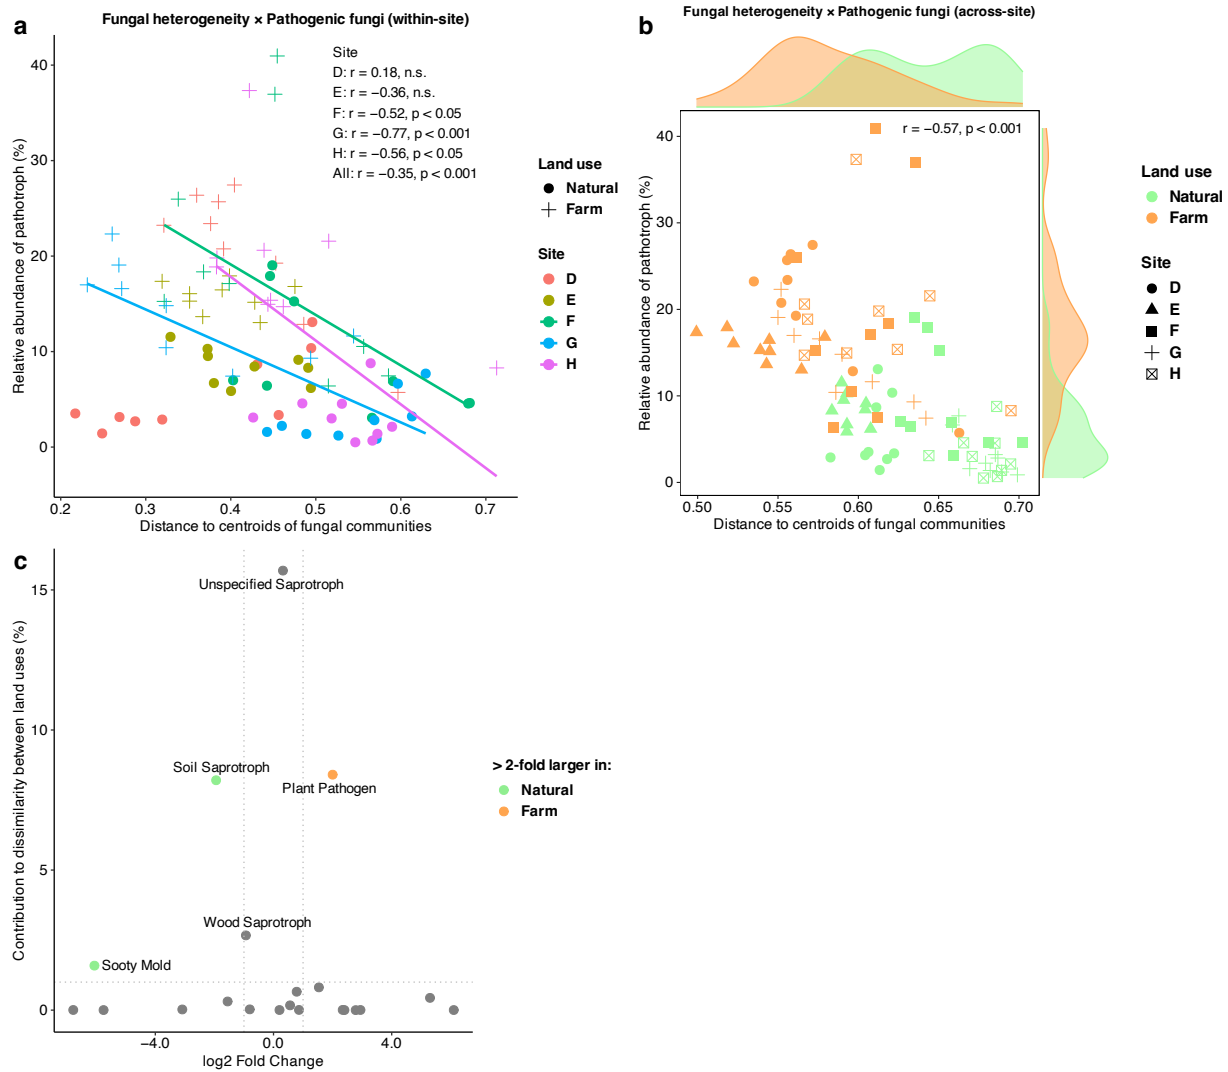 a
Fungal heterogeneity × Pathogenic fungi (within-site)
Relative abundance of pathotroph (%)
40
30
20
10
0
0.2
0.3
0.4
0.5
0.6
0.7
Distance to centroids of fungal communities
Site
D: r = 0.18, n.s.
E: r = −0.36, n.s.
F: r = −0.52, p < 0.05
G: r = −0.77, p < 0.001
H: r = −0.56, p < 0.05
All: r = −0.35, p < 0.001
Land use
Natural
Farm
Site
D
E
F
G
H
b
Fungal heterogeneity × Pathogenic fungi (across-site)
r = −0.57, p < 0.001
Relative abundance of pathotroph (%)
40
30
20
10
0
0.50
0.55
0.60
0.65
0.70
Distance to centroids of fungal communities
Land use
Natural
Farm
Site
D
E
F
G
H
c
Contribution to dissimilarity between land uses (%)
15
10
5
0
Unspecified Saprotroph
Soil Saprotroph
Plant Pathogen
Wood Saprotroph
Sooty Mold
−4.0
0.0
4.0
log2 Fold Change
> 2-fold larger in:
Natural
Farm